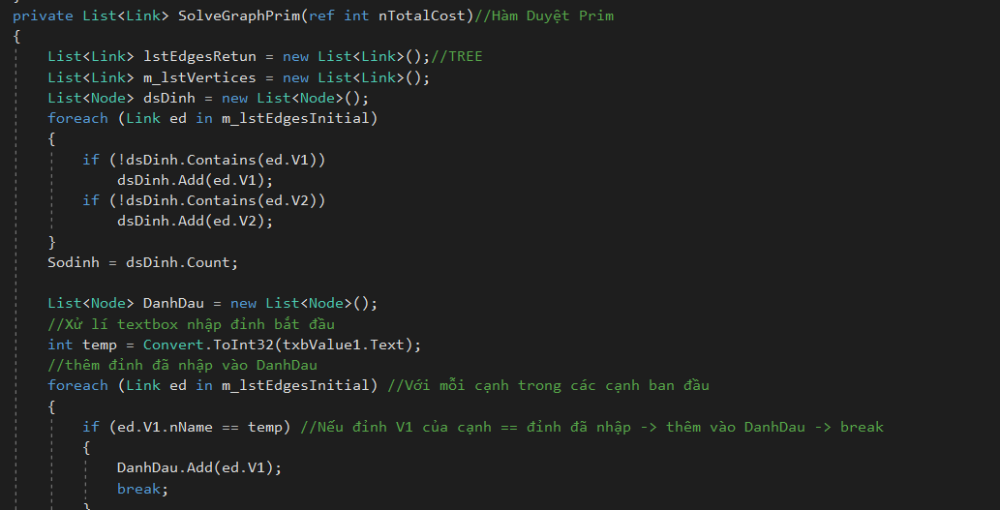 private List<Link> SolveGraphPrim(ref int nTotalCost)//Hàm Duyệt Prim
{
List<Link> lstEdgesRetun = new List<Link>();//TREE
List<Link> m_lstVertices = new List<Link>();
List<Node> dsDinh = new List<Node>();
foreach (Link ed in m_lstEdgesInitial)
{
if (!dsDinh.Contains(ed.V1))
dsDinh.Add(ed.V1);
if (!dsDinh.Contains(ed.V2))
dsDinh.Add(ed.V2);
}
Sodinh = dsDinh.Count;
List<Node> DanhDau = new List<Node>();
//Xử lí textbox nhập đỉnh bắt đầu
int temp = Convert.ToInt32(txbValue1.Text);
//thêm đỉnh đã nhập vào DanhDau
foreach (Link ed in m_lstEdgesInitial) //Với mỗi cạnh trong các cạnh ban đầu
{
if (ed.V1.nName == temp) //Nếu đỉnh V1 của cạnh == đỉnh đã nhập -> thêm vào DanhDau -> break
{
DanhDau.Add(ed.V1);
break;
}